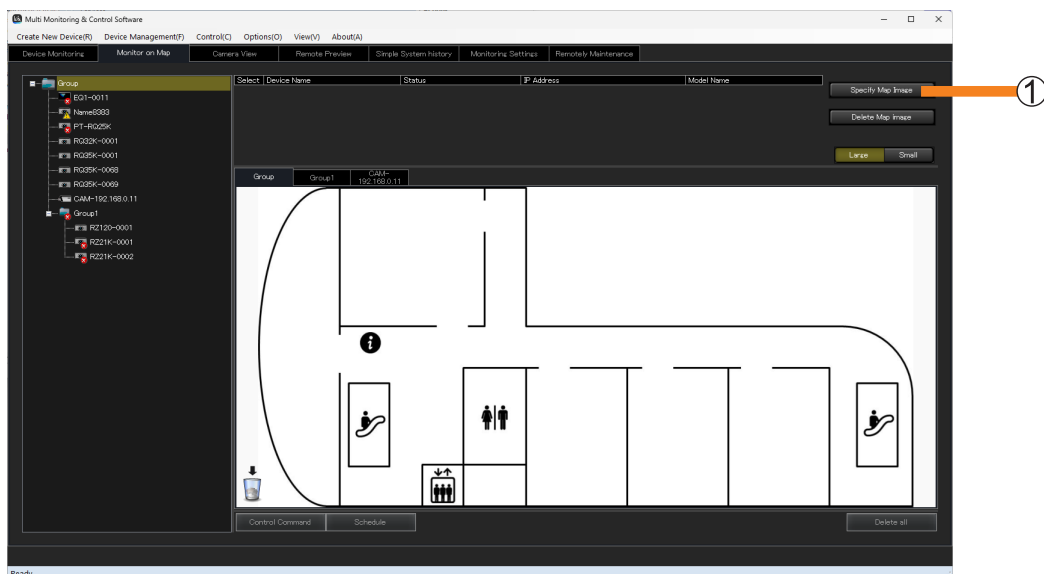 Multi Monitoring & Control Software
Create New Device(R) Device Management(F) Control(C) Options(O) View(V) About(A)
Device Monitoring Monitor on Map Camera View Remote Preview Simple System history Monitoring Settings Remotely Maintenance
Select Device Name Status IP Address Model Name
Specify Map Image
①
Delete Map image
Large Small
Group
EQ1-0011
Name8383
PT-RQ25K
RQ32K-0001
RQ35K-0001
RQ35K-0068
RQ35K-0069
CAM-192.168.0.11
Group1
RZ120-0001
RZ21K-0001
RZ21K-0002
Group Group1 CAM-
192.168.0.11
i
Control Command Schedule Delete all
Ready